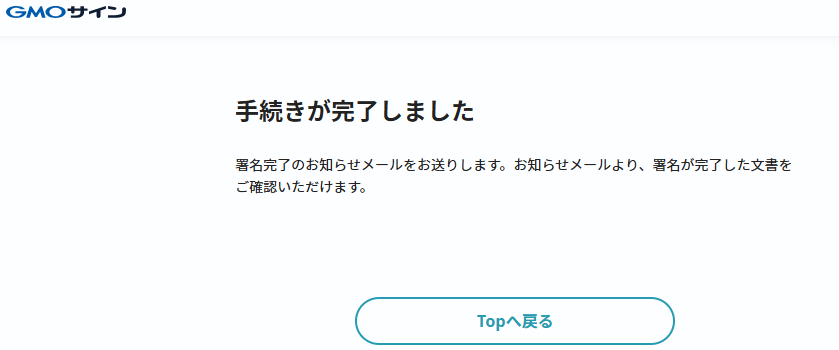 GMOサイン
手続きが完了しました
署名完了のお知らせメールをお送りします。お知らせメールより、署名が完了した文書を
ご確認いただけます。
Topへ戻る